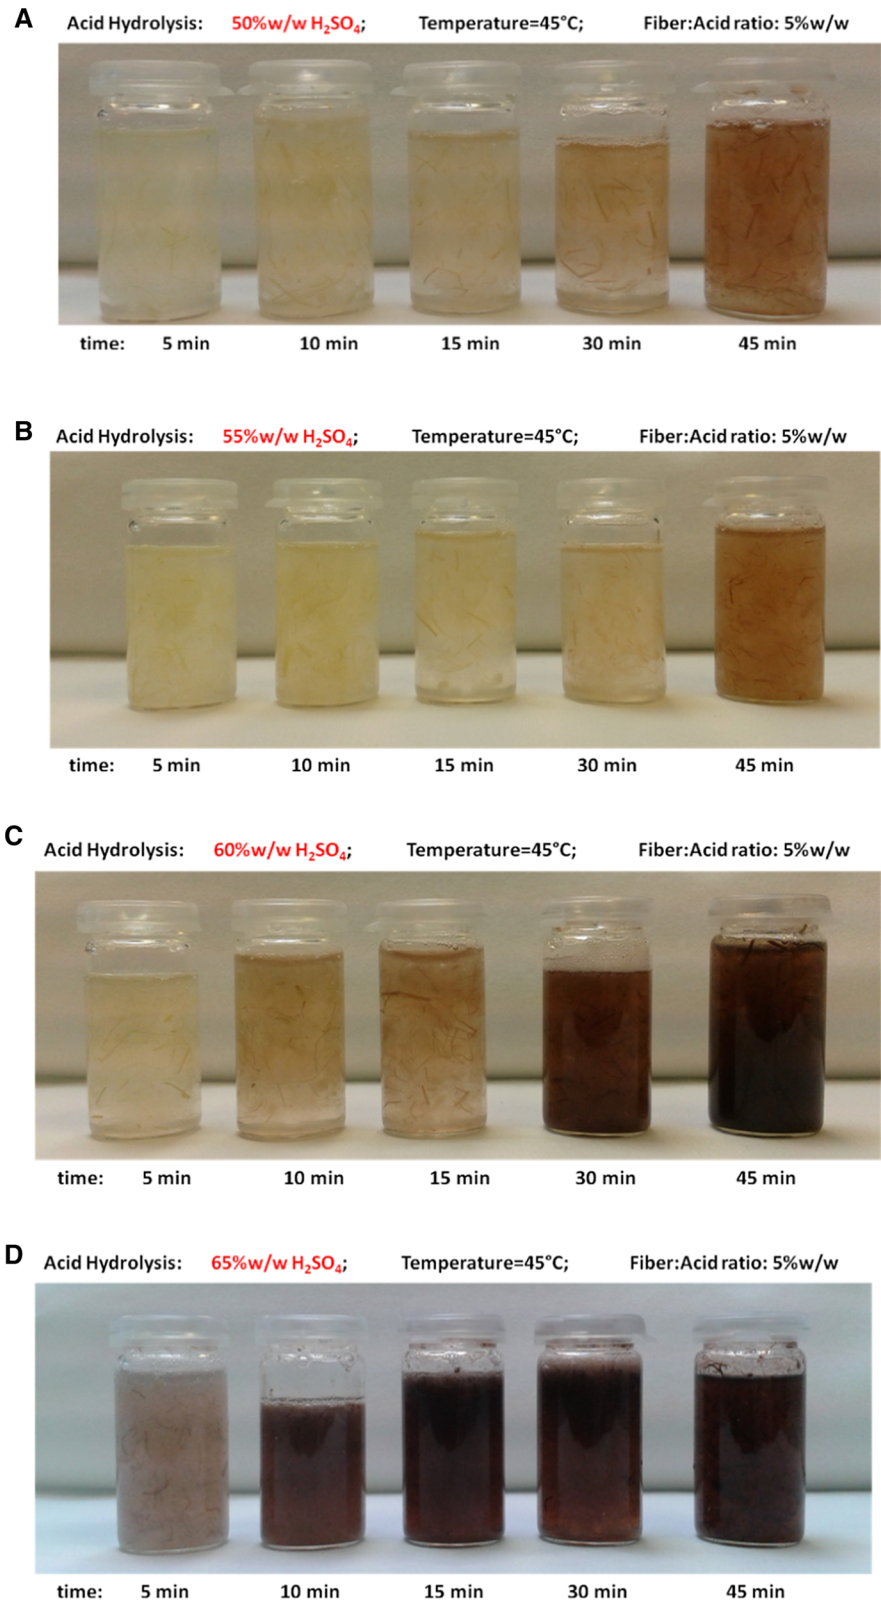 A
Acid Hydrolysis: 50%w/w H₂SO₄; Temperature=45°C; Fiber:Acid ratio: 5%w/w
time: 5 min 10 min 15 min 30 min 45 min
B
Acid Hydrolysis: 55%w/w H₂SO₄; Temperature=45°C; Fiber:Acid ratio: 5%w/w
time: 5 min 10 min 15 min 30 min 45 min
C
Acid Hydrolysis: 60%w/w H₂SO₄; Temperature=45°C; Fiber:Acid ratio: 5%w/w
time: 5 min 10 min 15 min 30 min 45 min
D
Acid Hydrolysis: 65%w/w H₂SO₄; Temperature=45°C; Fiber:Acid ratio: 5%w/w
time: 5 min 10 min 15 min 30 min 45 min